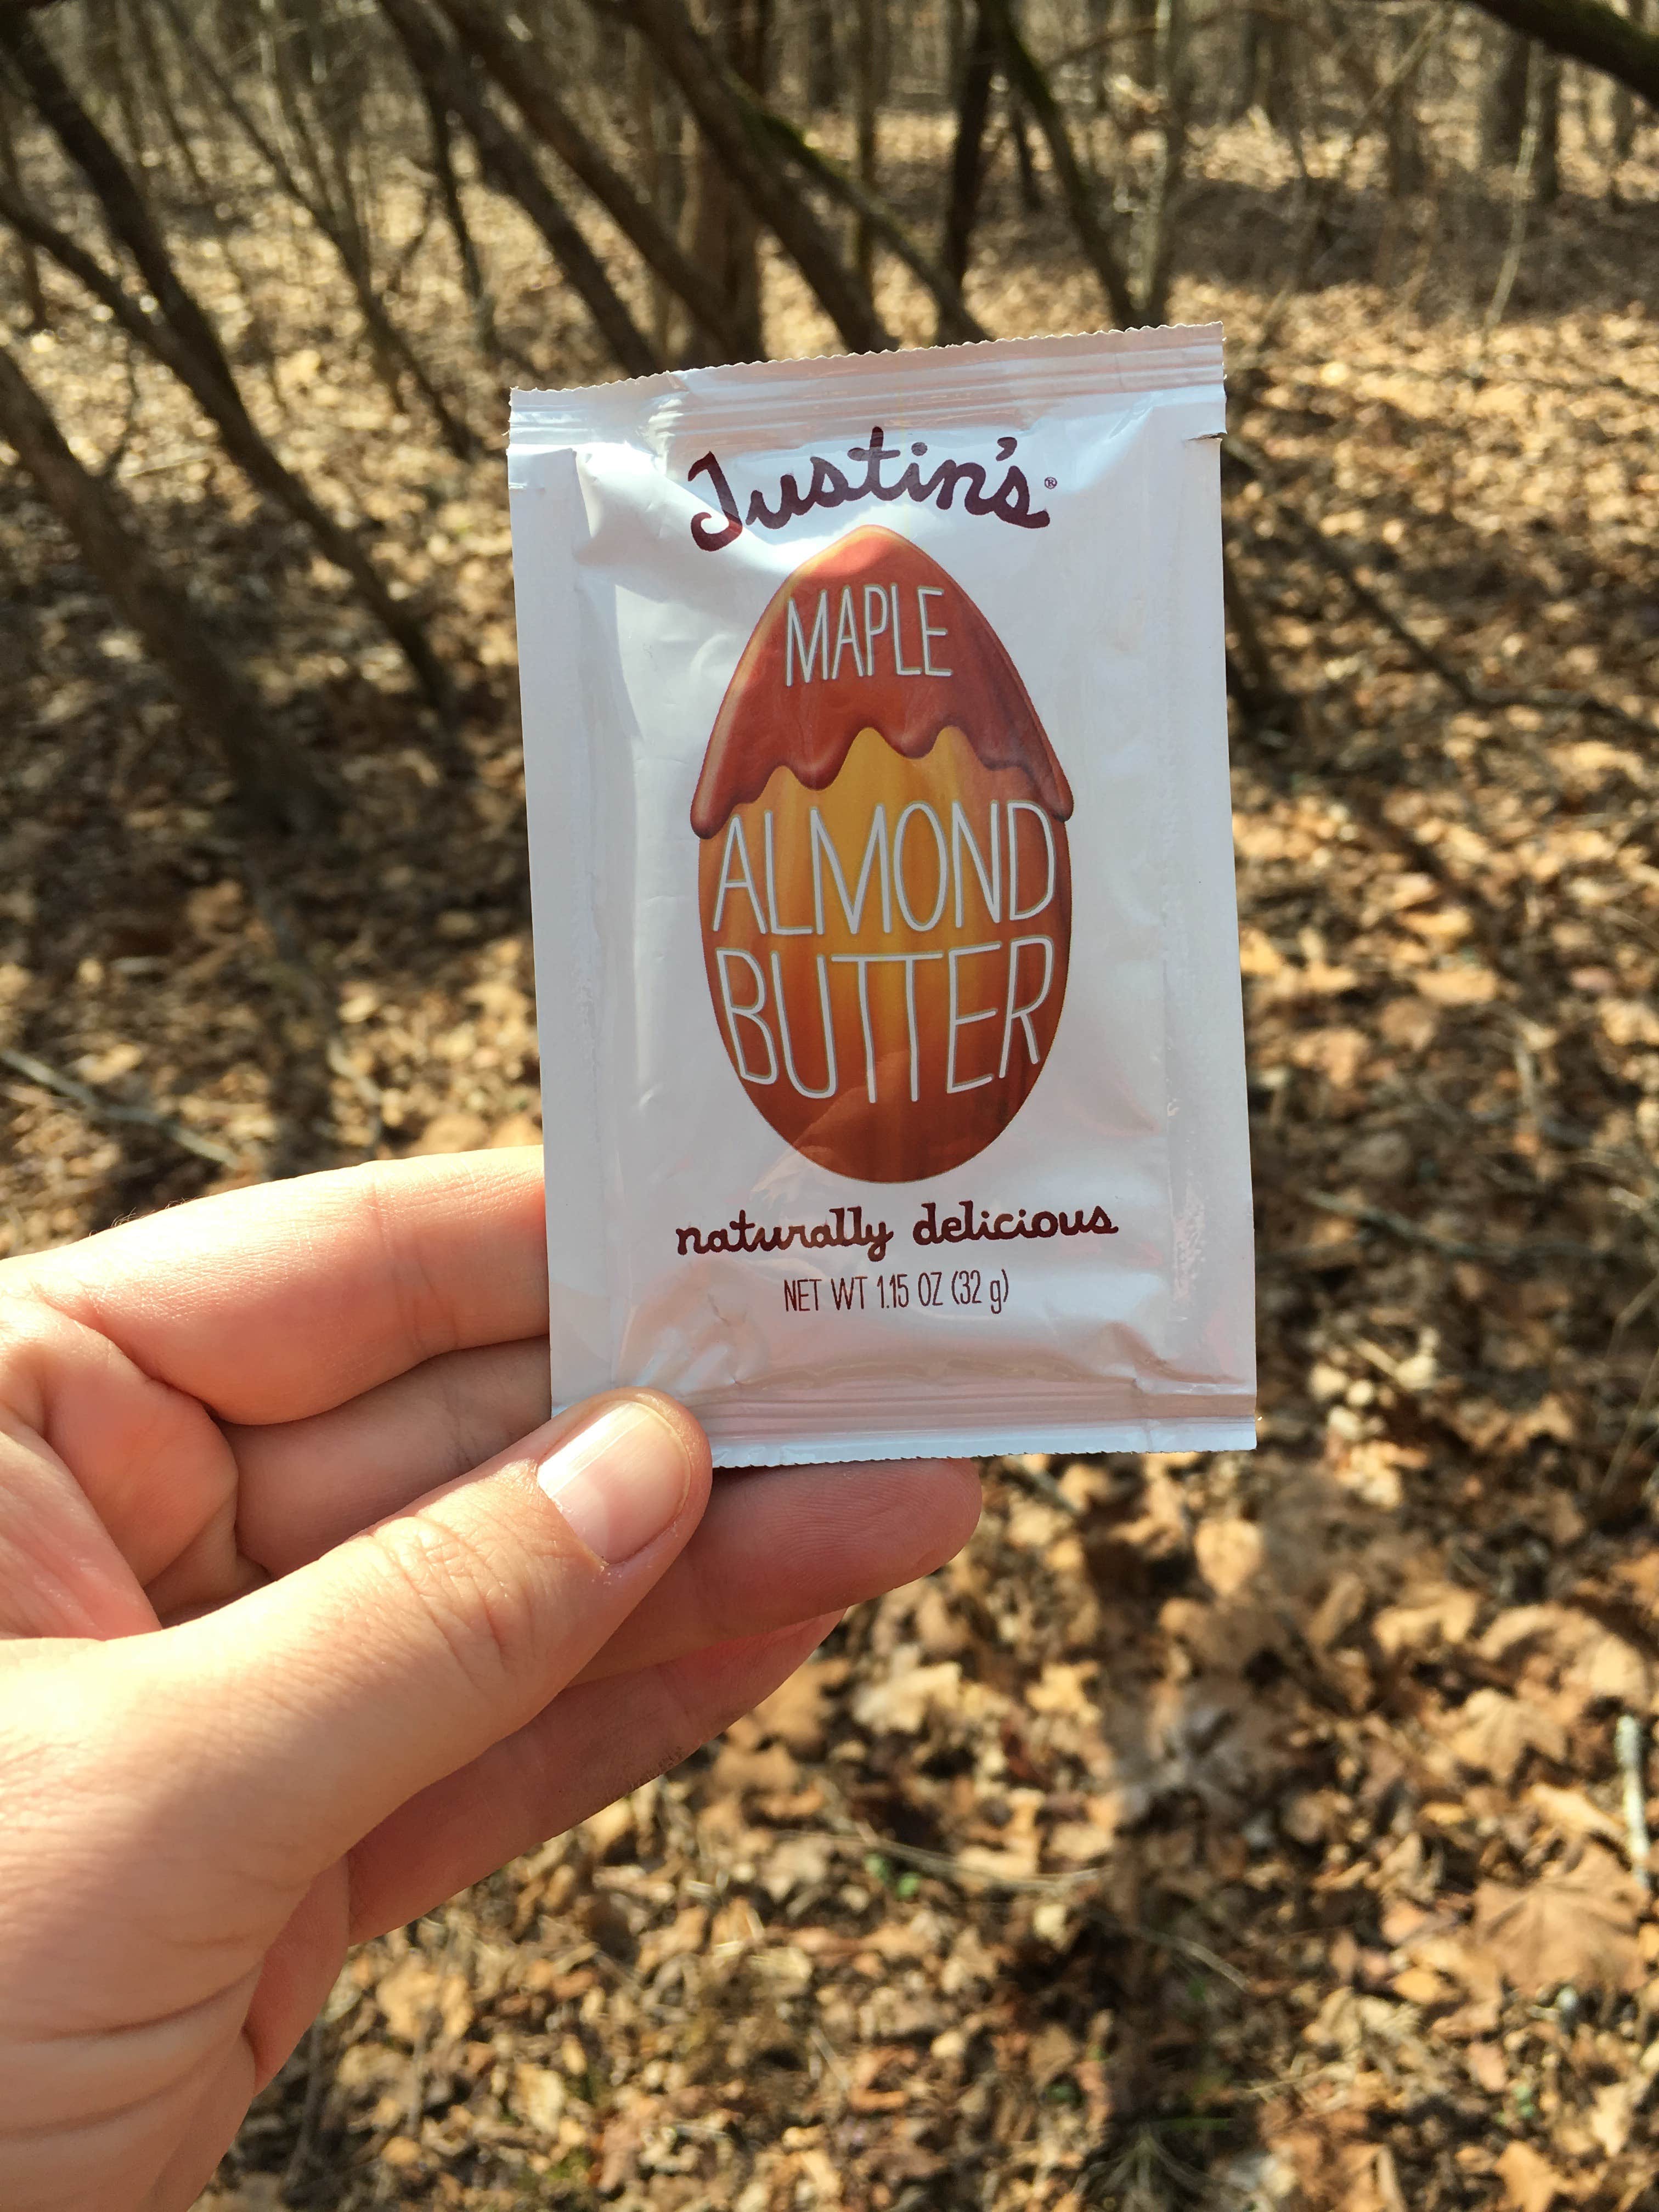 Justin's®
MAPLE
ALMOND
BUTTER
naturally delicious
NET WT 1.15 OZ (32 g)